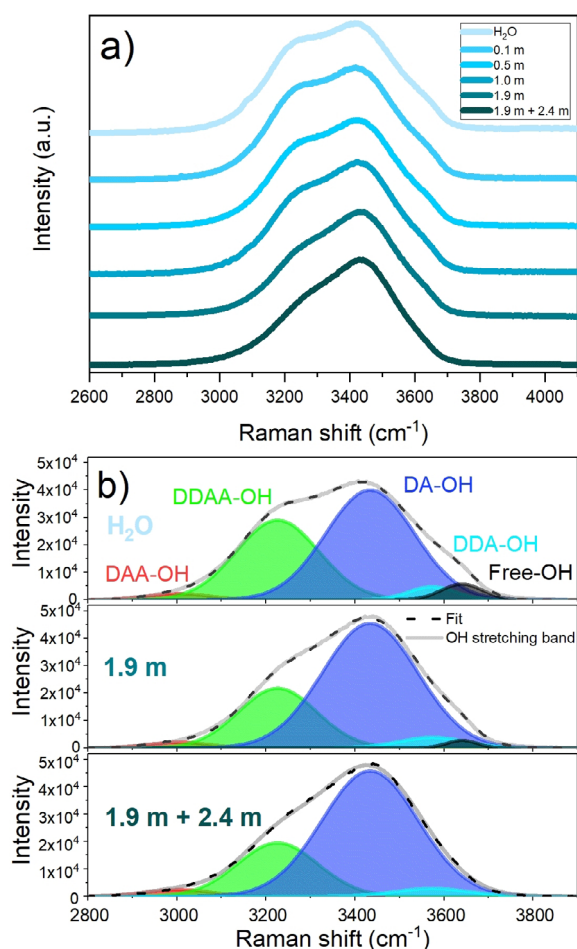 a)
H₂O
0.1 m
0.5 m
1.0 m
1.9 m
1.9 m + 2.4 m
Intensity (a.u.)
2600 2800 3000 3200 3400 3600 3800 4000
Raman shift (cm⁻¹)
b)
5x10⁴
4x10⁴
3x10⁴
2x10⁴
1x10⁴
0
Intensity
H₂O
DAA-OH
DDAA-OH
DA-OH
DDA-OH
Free-OH
5x10⁴
4x10⁴
3x10⁴
2x10⁴
1x10⁴
0
Intensity
1.9 m
Fit
OH stretching band
5x10⁴
4x10⁴
3x10⁴
2x10⁴
1x10⁴
0
Intensity
1.9 m + 2.4 m
2800 3000 3200 3400 3600 3800
Raman shift (cm⁻¹)